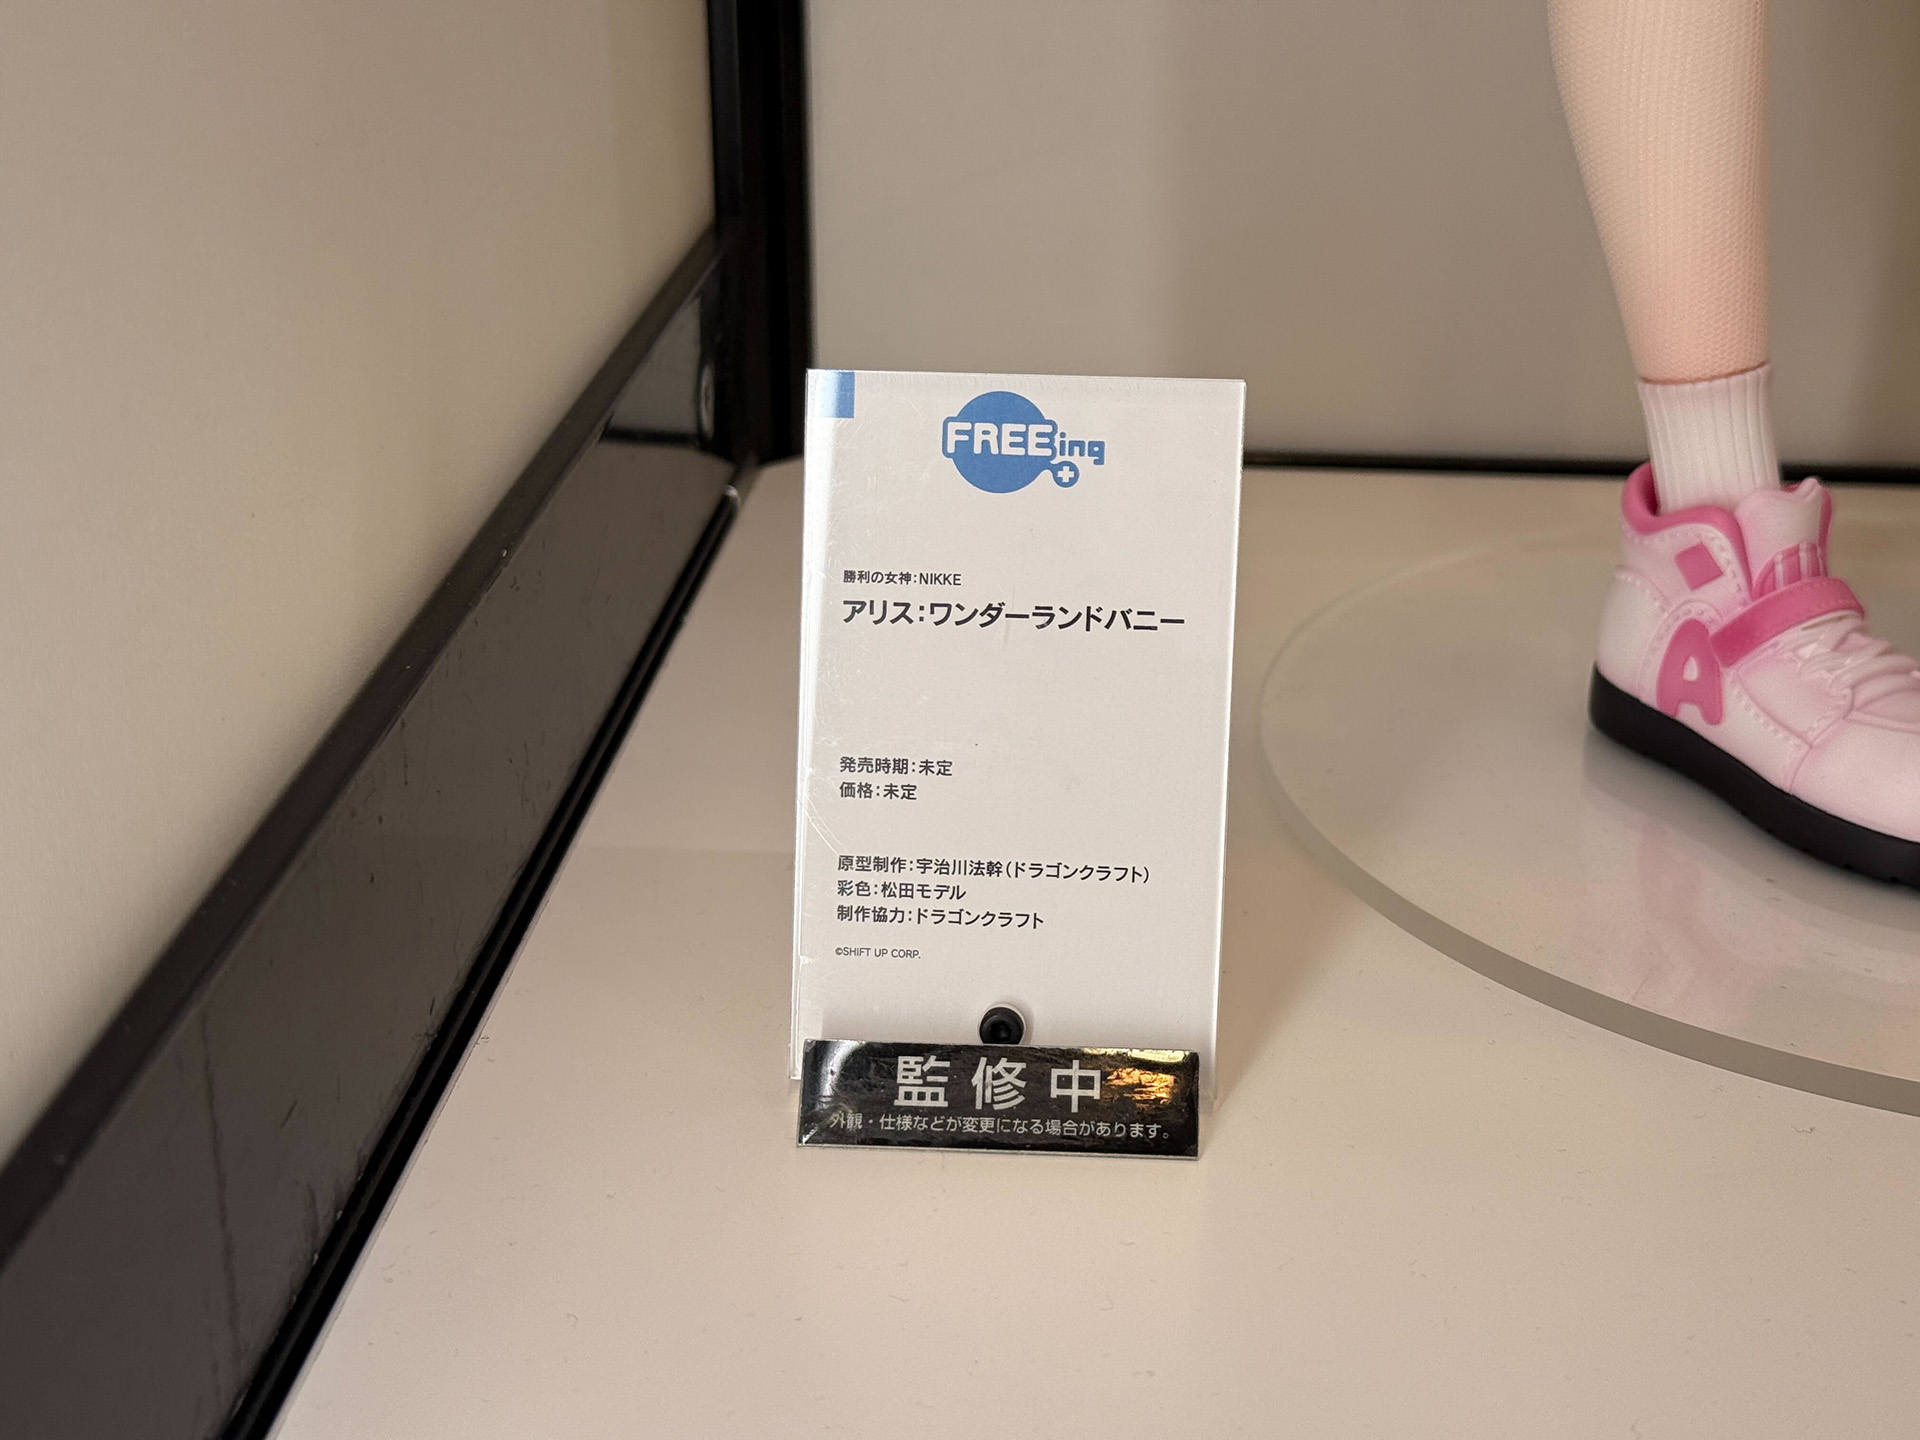 FREEing
勝利の女神：NIKKE
アリス：ワンダーランドバニー
発売時期：未定
価格：未定
原型制作：宇治川法幹（ドラゴンクラフト）
彩色：松田モデル
制作協力：ドラゴンクラフト
©SHIFT UP CORP.
監修中
外観・仕様などが変更になる場合があります。
A